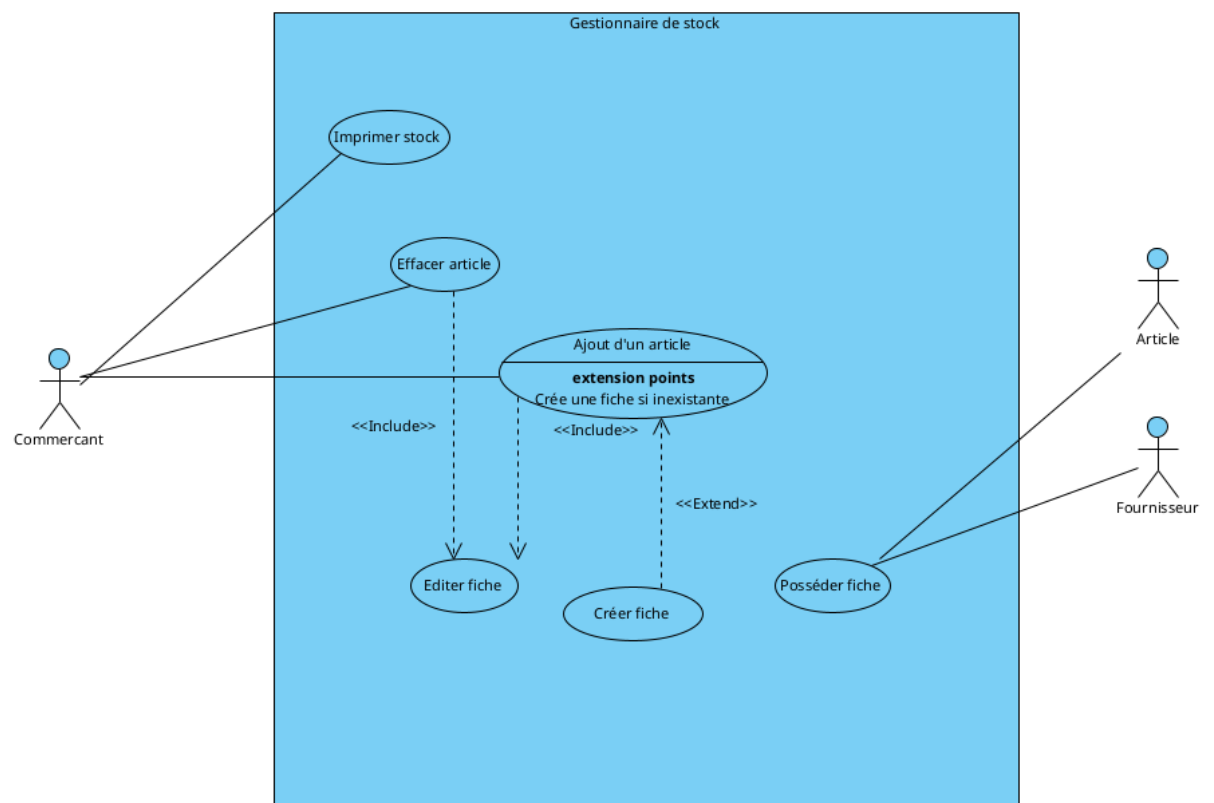 Gestionnaire de stock
Imprimer stock
Effacer article
Article
Ajout d'un article
extension points
Crée une fiche si inexistante
Commercant
<<Include>>
<<Include>>
<<Extend>>
Fournisseur
Editer fiche
Créer fiche
Posséder fiche